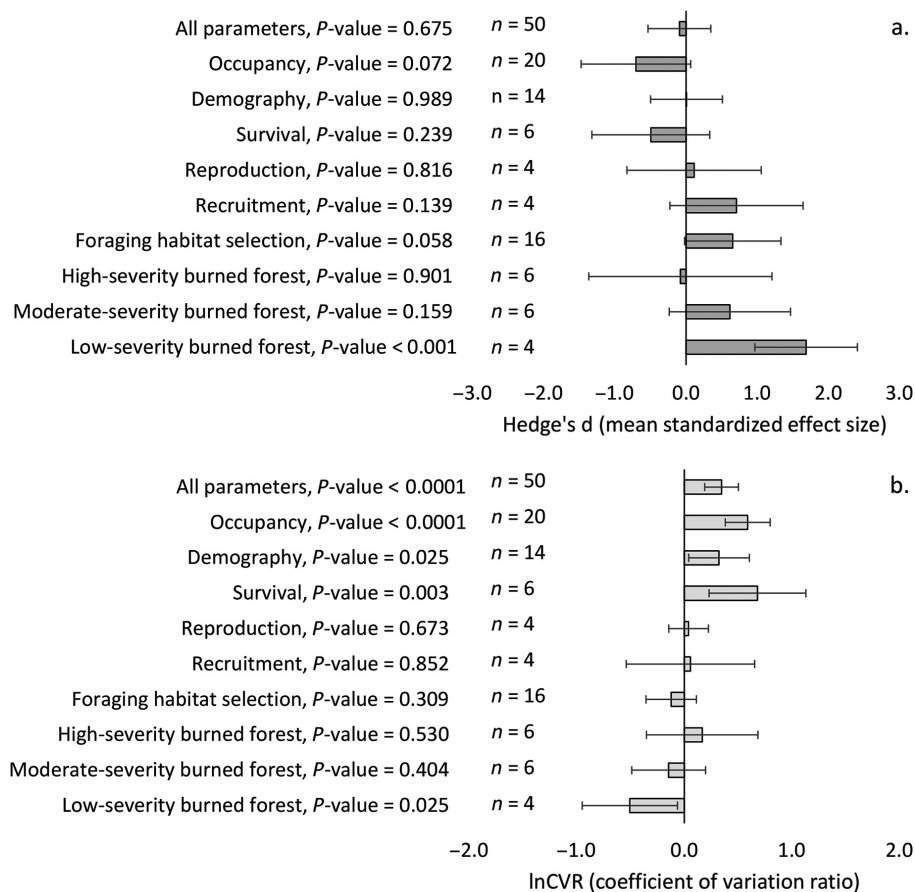 a.
All parameters, P-value = 0.675 n = 50
Occupancy, P-value = 0.072 n = 20
Demography, P-value = 0.989 n = 14
Survival, P-value = 0.239 n = 6
Reproduction, P-value = 0.816 n = 4
Recruitment, P-value = 0.139 n = 4
Foraging habitat selection, P-value = 0.058 n = 16
High-severity burned forest, P-value = 0.901 n = 6
Moderate-severity burned forest, P-value = 0.159 n = 6
Low-severity burned forest, P-value < 0.001 n = 4
−3.0 −2.0 −1.0 0.0 1.0 2.0 3.0
Hedge's d (mean standardized effect size)
b.
All parameters, P-value < 0.0001 n = 50
Occupancy, P-value < 0.0001 n = 20
Demography, P-value = 0.025 n = 14
Survival, P-value = 0.003 n = 6
Reproduction, P-value = 0.673 n = 4
Recruitment, P-value = 0.852 n = 4
Foraging habitat selection, P-value = 0.309 n = 16
High-severity burned forest, P-value = 0.530 n = 6
Moderate-severity burned forest, P-value = 0.404 n = 6
Low-severity burned forest, P-value = 0.025 n = 4
−2.0 −1.0 0.0 1.0 2.0
lnCVR (coefficient of variation ratio)